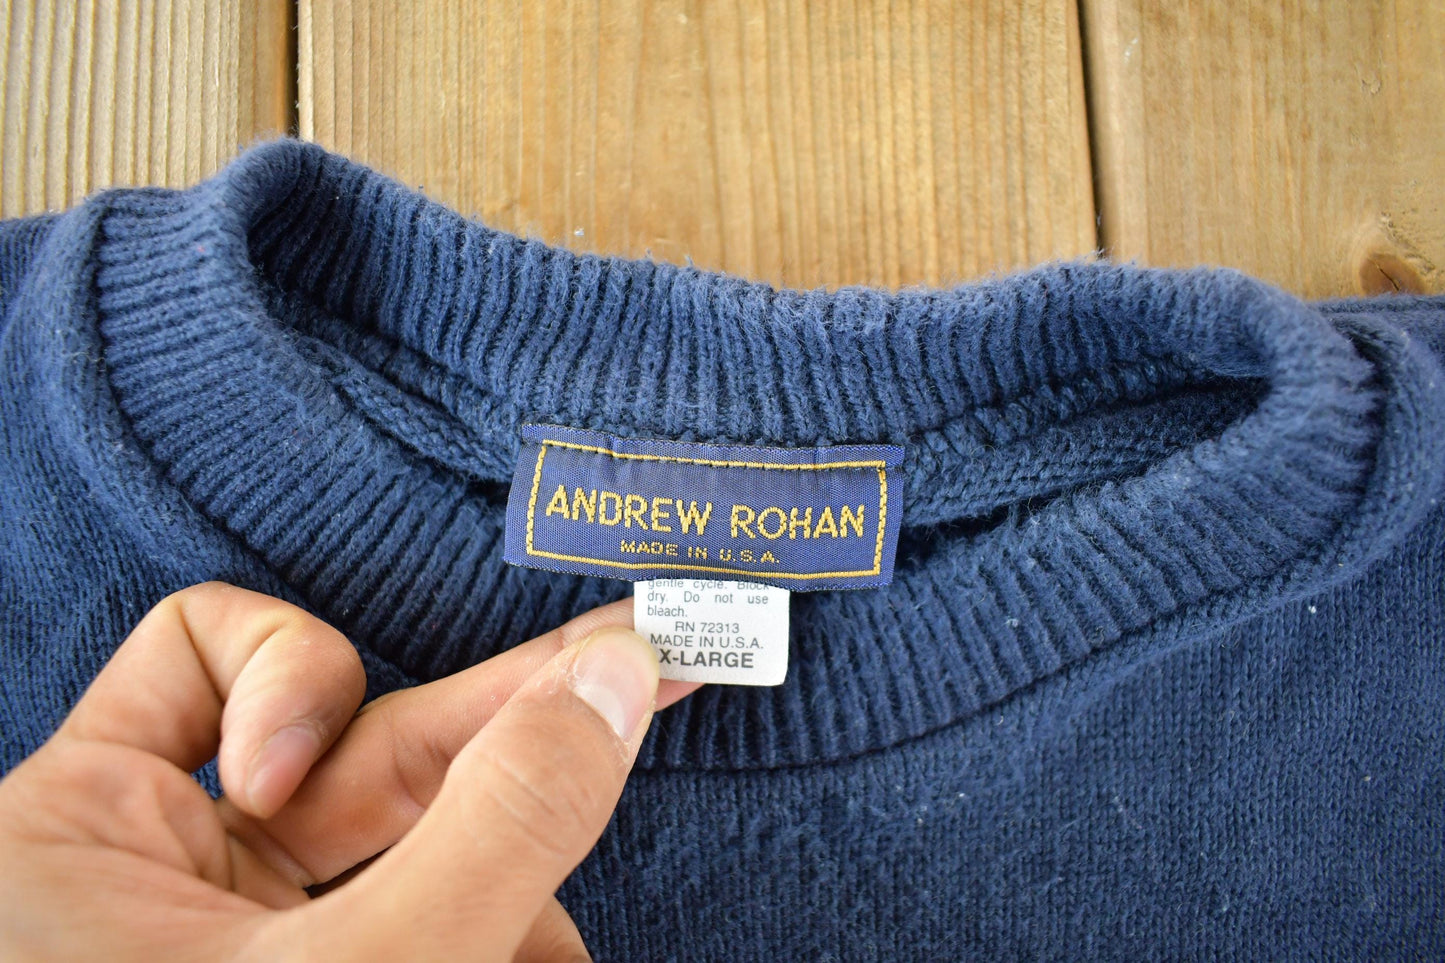 ANDREW ROHAN
MADE IN U.S.A.
gentle cycle. Block
dry. Do not use
bleach.
RN 72313
MADE IN U.S.A.
X-LARGE